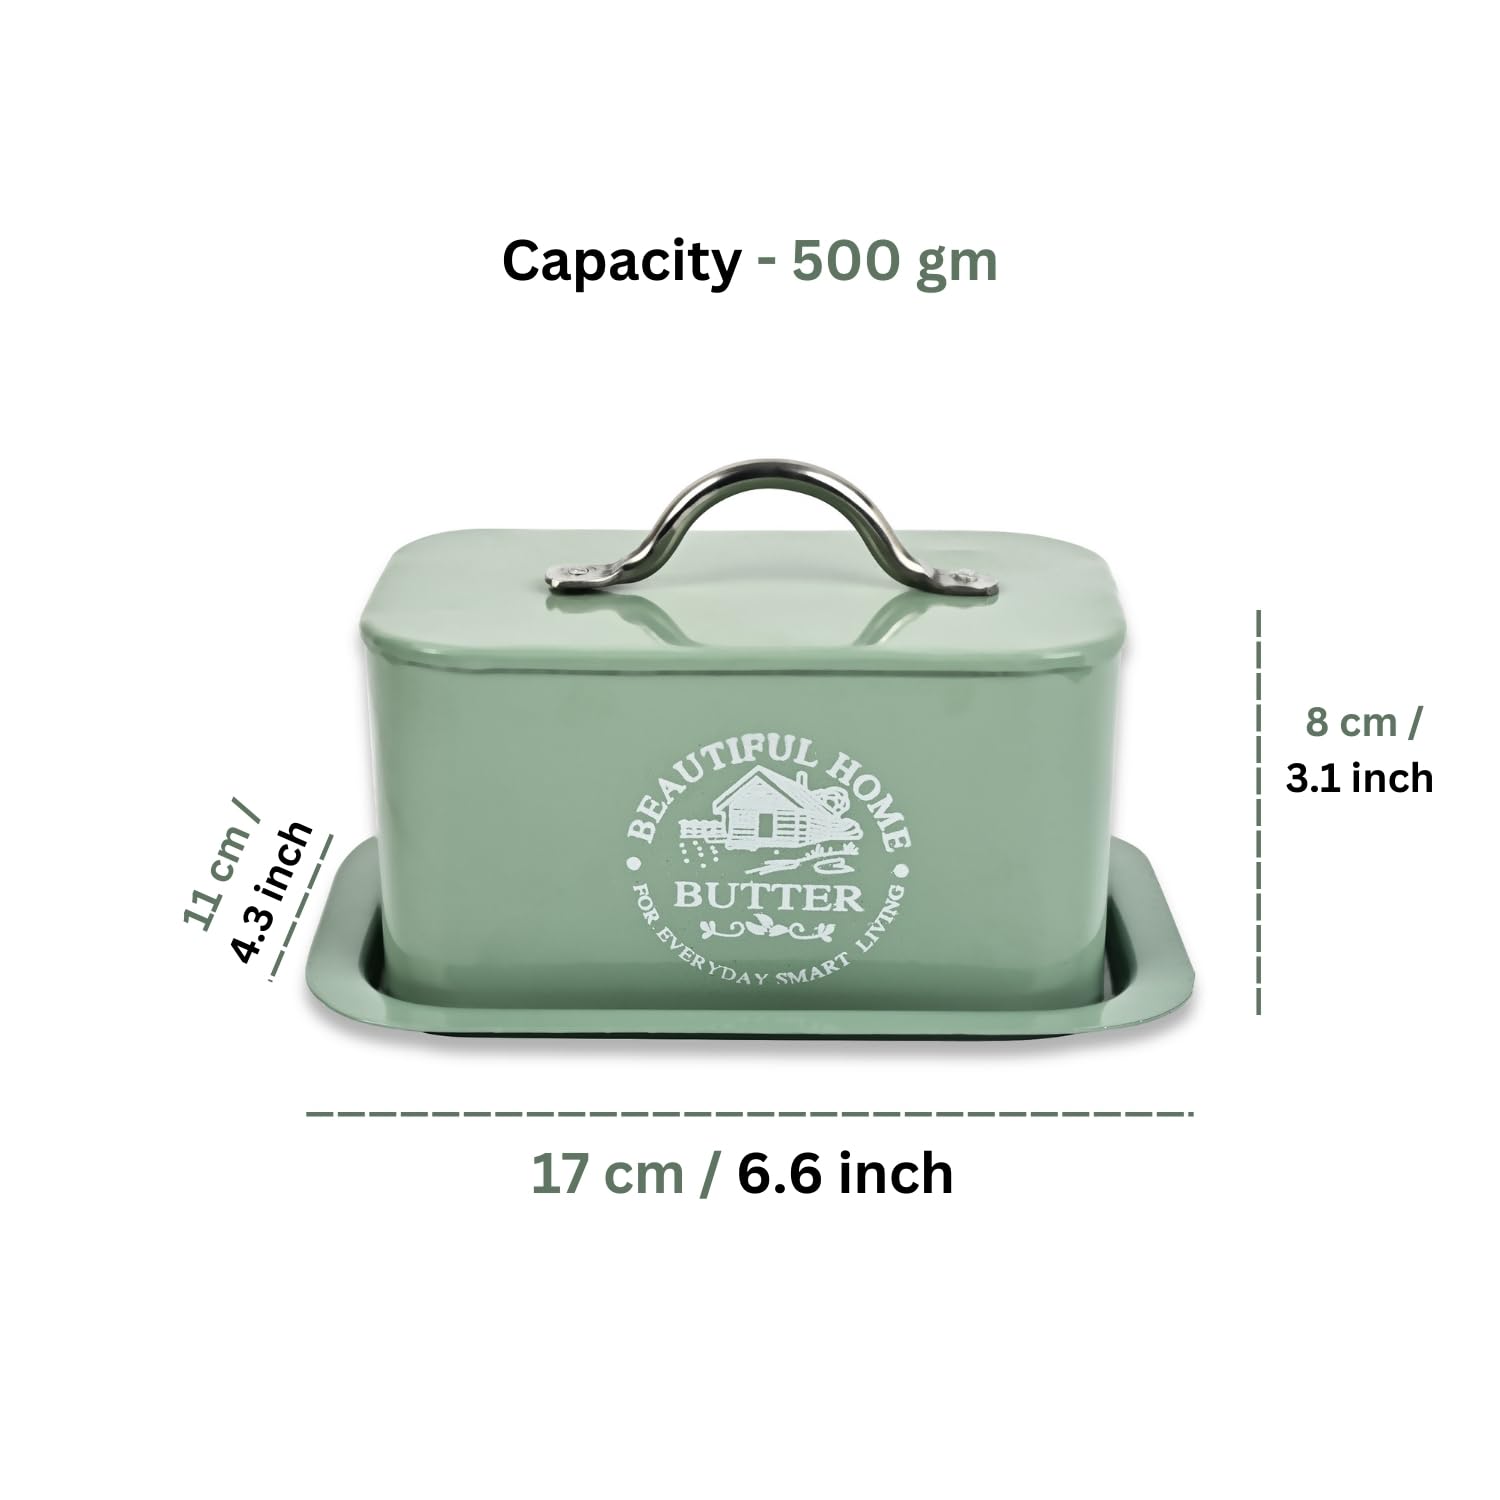 Capacity - 500 gm
BEAUTIFUL HOME
BUTTER
FOR EVERYDAY SMART LIVING
8 cm /
3.1 inch
11 cm /
4.3 inch
17 cm / 6.6 inch